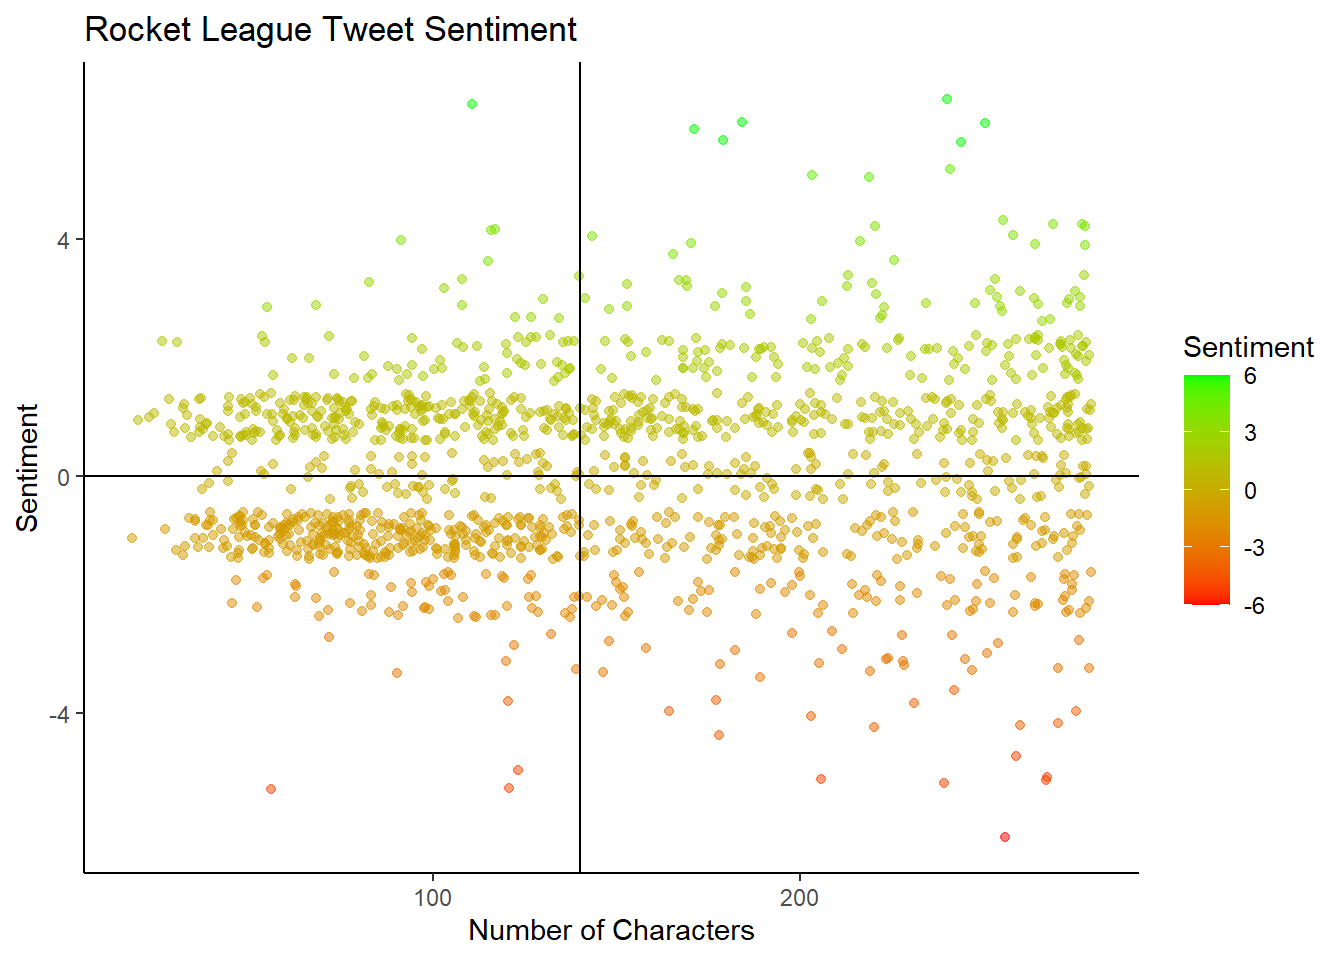 Rocket League Tweet Sentiment
Sentiment
4
0
-4
100
200
Number of Characters
Sentiment
6
3
0
-3
-6